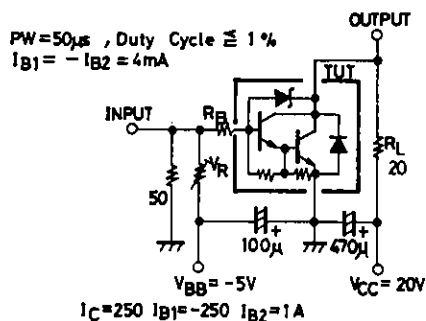 OUTPUT
PW=50μs, Duty Cycle ≦ 1%
IB1= -IB2=4mA
TUT
INPUT
RB
VR
RL
20
50
100μ
+
470μ
+
VBB= -5V
VCC= 20V
IC=250 IB1=-250 IB2=1A